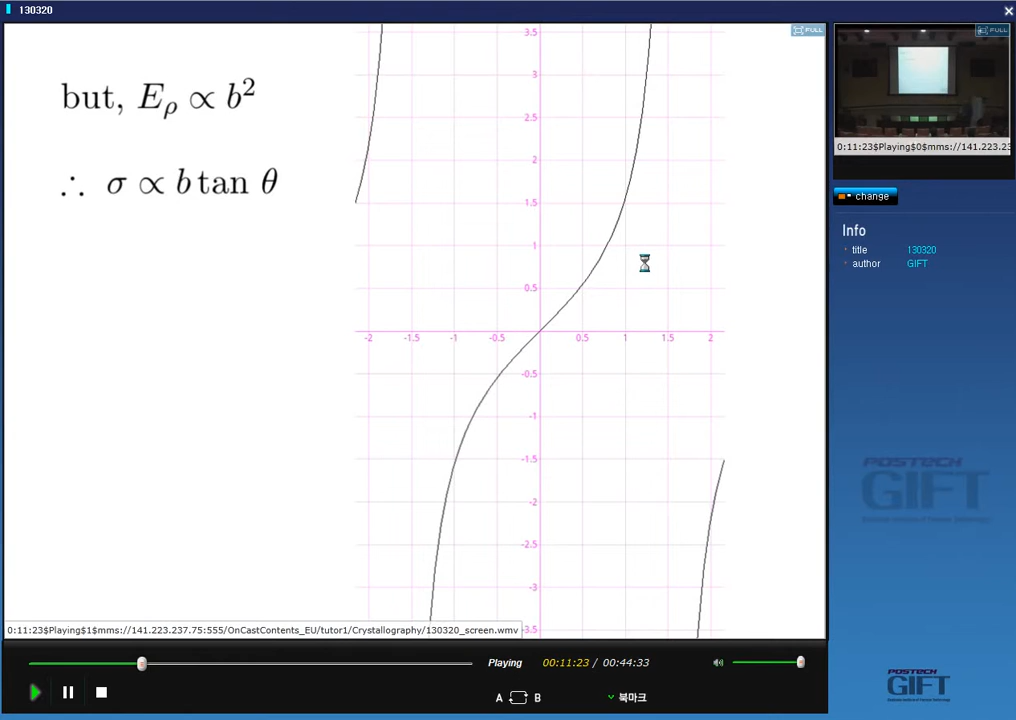 130320
but, E_ρ ∝ b²
∴ σ ∝ b tan θ
3.5
3
2.5
2
1.5
1
0.5
-2 -1.5 -1 -0.5 0.5 1 1.5 2
-0.5
-1
-1.5
-2
-2.5
-3
-3.5
FULL
0:11:23$Playing$1$mms://141.223.237.75:555/OnCastContents_EU/tutor1/Crystallography/130320_screen.wmv
FULL
0:11:23$Playing$0$mms://141.223.23
change
Info
title 130320
author GIFT
POSTECH
GIFT
Playing 00:11:23 / 00:44:33
A B 북마크
POSTECH
GIFT